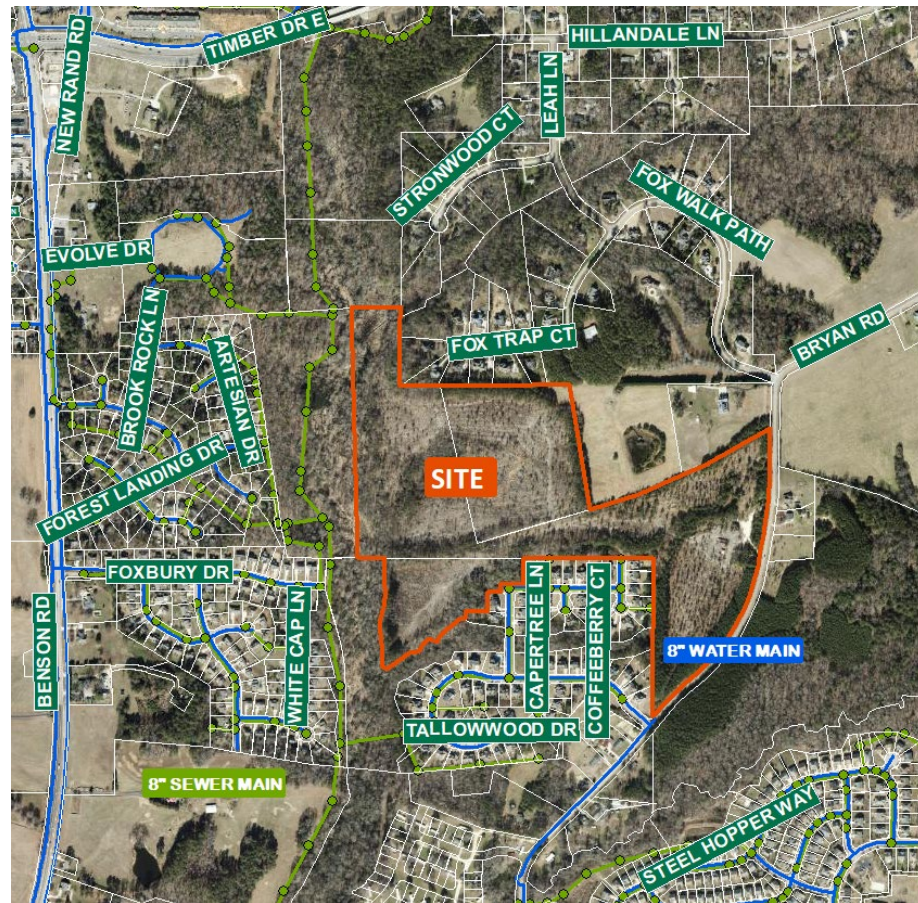 TIMBER DR E
HILLANDALE LN
NEW RAND RD
LEAH LN
STRONWOOD CT
FOX WALK PATH
EVOLVE DR
BROOK ROCK LN
ARTESIAN DR
FOX TRAP CT
BRYAN RD
SITE
FOREST LANDING DR
FOXBURY DR
BENSON RD
WHITE CAP LN
CAPERTREE LN
COFFEEBERRY CT
8" WATER MAIN
TALLOWWOOD DR
8" SEWER MAIN
STEEL HOPPER WAY